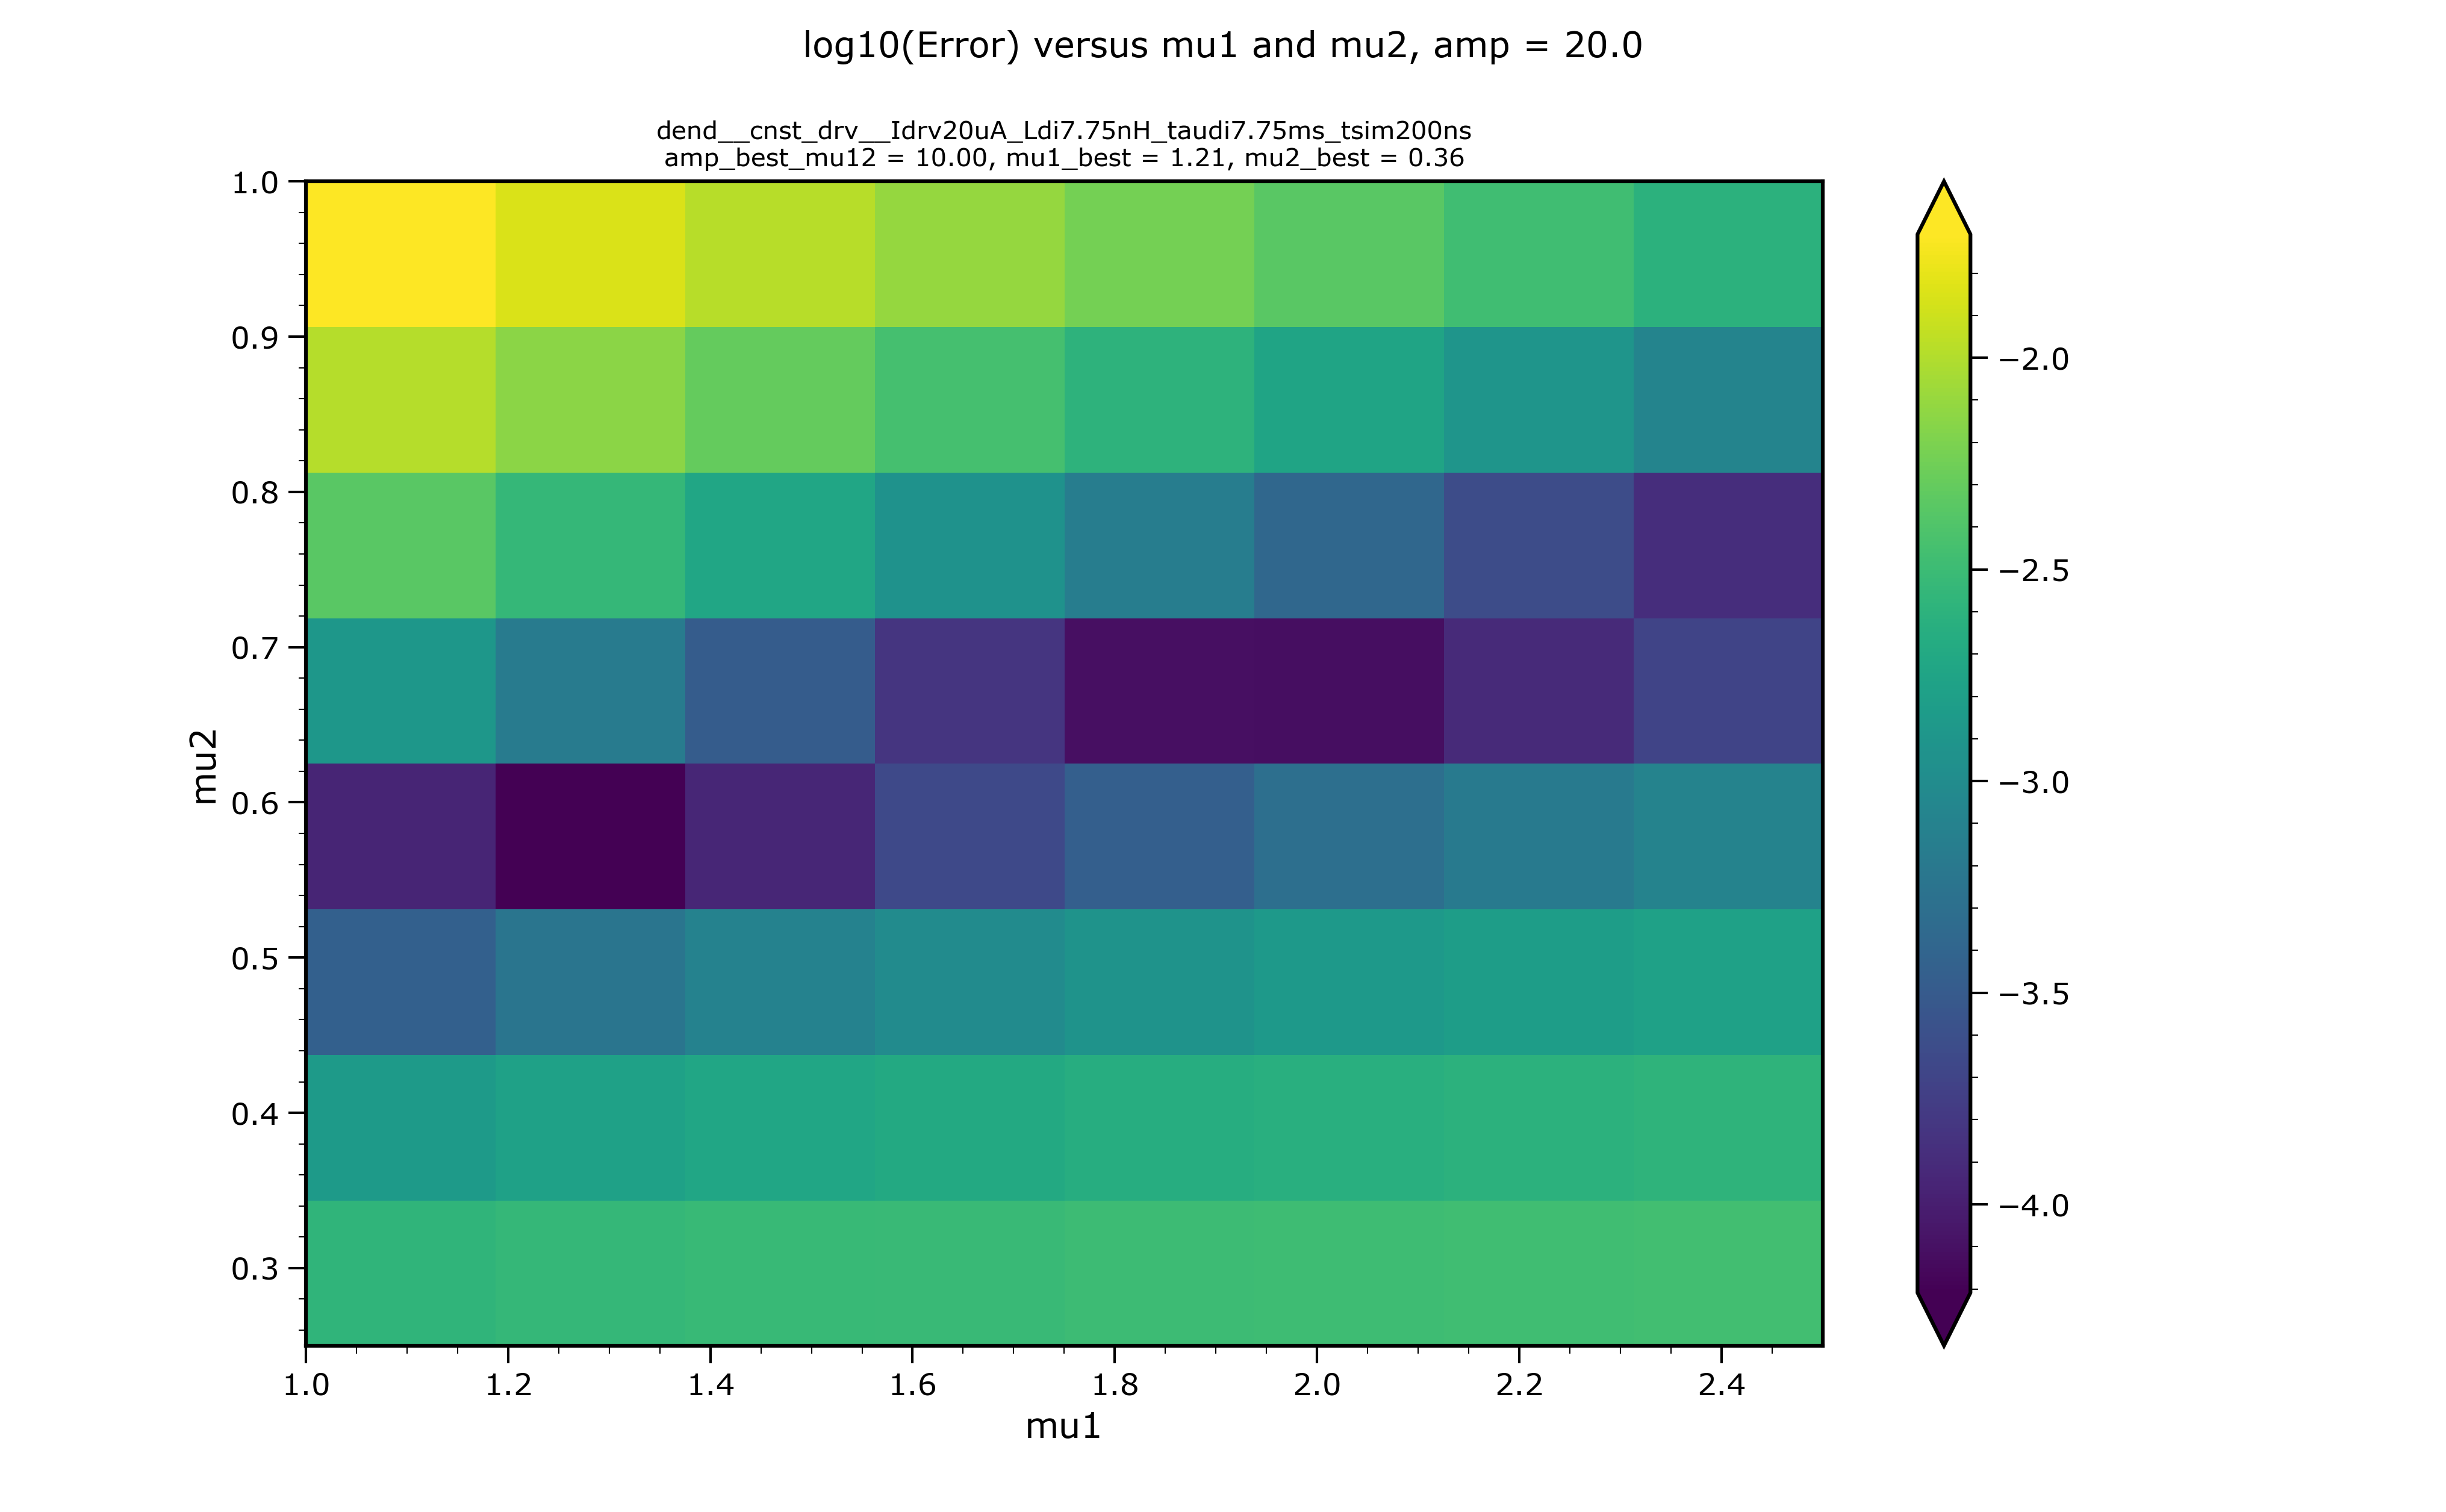 log10(Error) versus mu1 and mu2, amp = 20.0
dend__cnst_drv__Idrv20uA_Ldi7.75nH_taudi7.75ms_tsim200ns
amp_best_mu12 = 10.00, mu1_best = 1.21, mu2_best = 0.36
1.0
0.9
0.8
0.7
0.6
0.5
0.4
0.3
mu2
1.0 1.2 1.4 1.6 1.8 2.0 2.2 2.4
mu1
−2.0
−2.5
−3.0
−3.5
−4.0